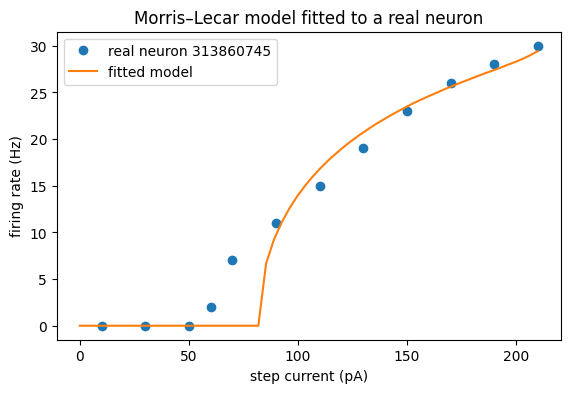 Morris–Lecar model fitted to a real neuron
real neuron 313860745
fitted model
firing rate (Hz)
30
25
20
15
10
5
0
0 50 100 150 200
step current (pA)